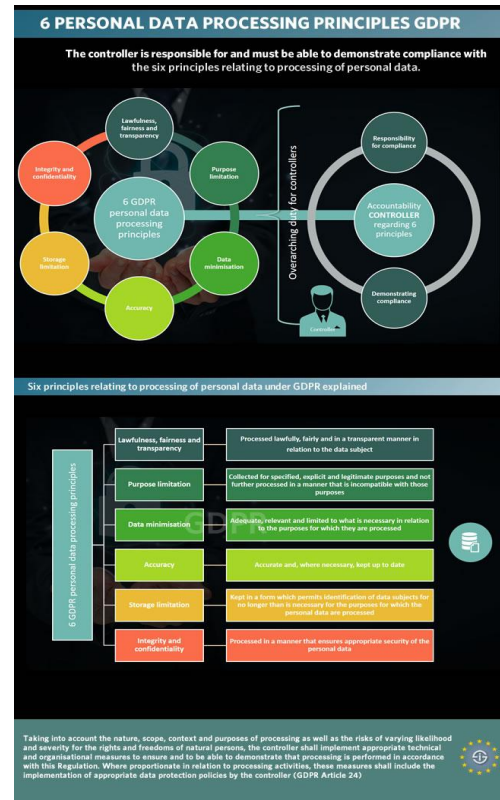 6 PERSONAL DATA PROCESSING PRINCIPLES GDPR
The controller is responsible for and must be able to demonstrate compliance with
the six principles relating to processing of personal data.
Lawfulness,
fairness and
transparency
Integrity and
confidentiality
Purpose
limitation
6 GDPR
personal data
processing
principles
Storage
limitation
Data
minimisation
Accuracy
Overarching duty for controllers
Controller
Responsibility
for compliance
Accountability
CONTROLLER
regarding 6
principles
Demonstrating
compliance
Six principles relating to processing of personal data under GDPR explained
6 GDPR personal data processing principles
Lawfulness, fairness and
transparency
Processed lawfully, fairly and in a transparent manner in
relation to the data subject
Purpose limitation
Collected for specified, explicit and legitimate purposes and not
further processed in a manner that is incompatible with those
purposes
Data minimisation
Adequate, relevant and limited to what is necessary in relation
to the purposes for which they are processed
GDPR
Accuracy
Accurate and, where necessary, kept up to date
Storage limitation
Kept in a form which permits identification of data subjects for
no longer than is necessary for the purposes for which the
personal data are processed
Integrity and
confidentiality
Processed in a manner that ensures appropriate security of the
personal data
Taking into account the nature, scope, context and purposes of processing as well as the risks of varying likelihood
and severity for the rights and freedoms of natural persons, the controller shall implement appropriate technical
and organisational measures to ensure and to be able to demonstrate that processing is performed in accordance
with this Regulation. Where proportionate in relation to processing activities, these measures shall include the
implementation of appropriate data protection policies by the controller (GDPR Article 24)